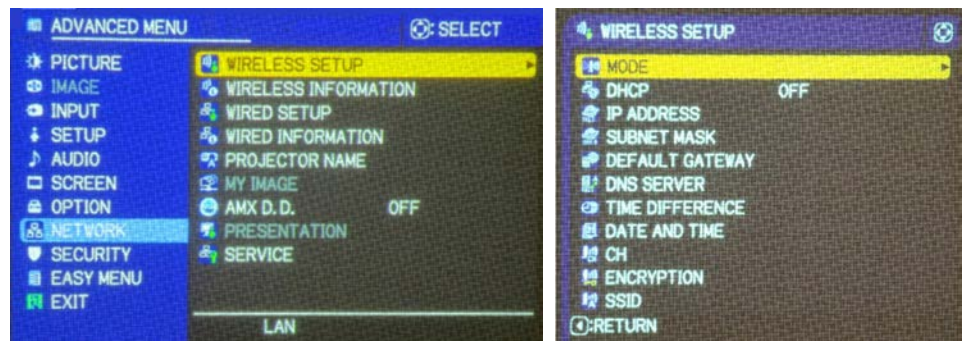 ADVANCED MENU : SELECT
PICTURE
IMAGE
INPUT
SETUP
AUDIO
SCREEN
OPTION
NETWORK
SECURITY
EASY MENU
EXIT
WIRELESS SETUP
WIRELESS INFORMATION
WIRED SETUP
WIRED INFORMATION
PROJECTOR NAME
MY IMAGE
AMX D.D. OFF
PRESENTATION
SERVICE
LAN
WIRELESS SETUP
MODE
DHCP OFF
IP ADDRESS
SUBNET MASK
DEFAULT GATEWAY
DNS SERVER
TIME DIFFERENCE
DATE AND TIME
CH
ENCRYPTION
SSID
:RETURN